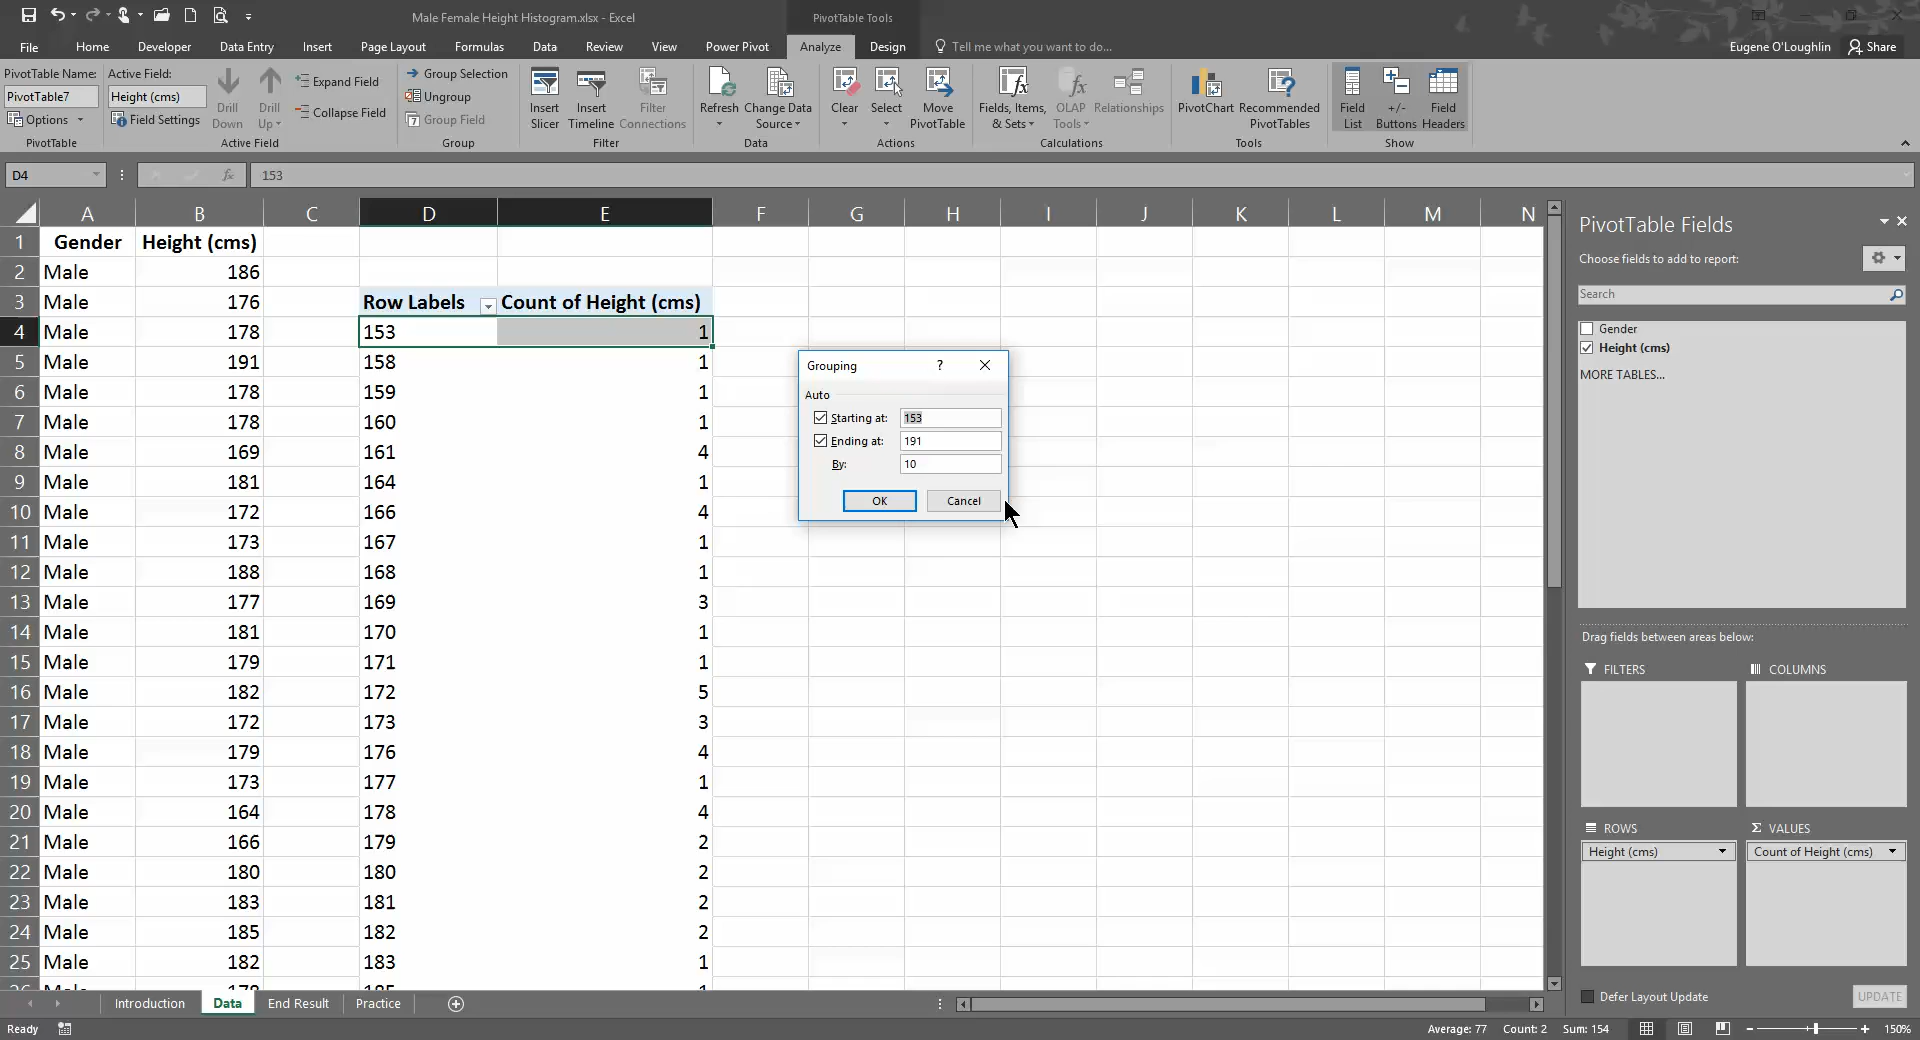 Male Female Height Histogram.xlsx - Excel
PivotTable Tools
File Home Developer Data Entry Insert Page Layout Formulas Data Review View Power Pivot Analyze Design Tell me what you want to do... Eugene O'Loughlin Share
PivotTable Name:
PivotTable7
Options
PivotTable
Active Field:
Height (cms)
Field Settings
Drill Down
Drill Up
Expand Field
Collapse Field
Active Field
Group Selection
Ungroup
Group Field
Group
Insert Slicer
Insert Timeline
Filter Connections
Filter
Refresh
Change Data Source
Data
Clear
Select
Move PivotTable
Actions
Fields, Items, & Sets
OLAP Tools
Relationships
Calculations
PivotChart
Recommended PivotTables
Tools
Field List
+/- Buttons
Field Headers
Show
D4 fx 153
A B C D E F G H I J K L M N
1 Gender Height (cms)
2 Male 186
3 Male 176 Row Labels Count of Height (cms)
4 Male 178 153 1
5 Male 191 158 1
6 Male 178 159 1
7 Male 178 160 1
8 Male 169 161 4
9 Male 181 164 1
10 Male 172 166 4
11 Male 173 167 1
12 Male 188 168 1
13 Male 177 169 3
14 Male 181 170 1
15 Male 179 171 1
16 Male 182 172 5
17 Male 172 173 3
18 Male 179 176 4
19 Male 173 177 1
20 Male 164 178 4
21 Male 166 179 2
22 Male 180 180 2
23 Male 183 181 2
24 Male 185 182 2
25 Male 182 183 1
Grouping ?
Auto
Starting at: 153
Ending at: 191
By: 10
OK Cancel
PivotTable Fields
Choose fields to add to report:
Search
Gender
Height (cms)
MORE TABLES...
Drag fields between areas below:
FILTERS COLUMNS
ROWS Σ VALUES
Height (cms) Count of Height (cms)
Defer Layout Update UPDATE
Introduction Data End Result Practice
Ready Average: 77 Count: 2 Sum: 154 150%